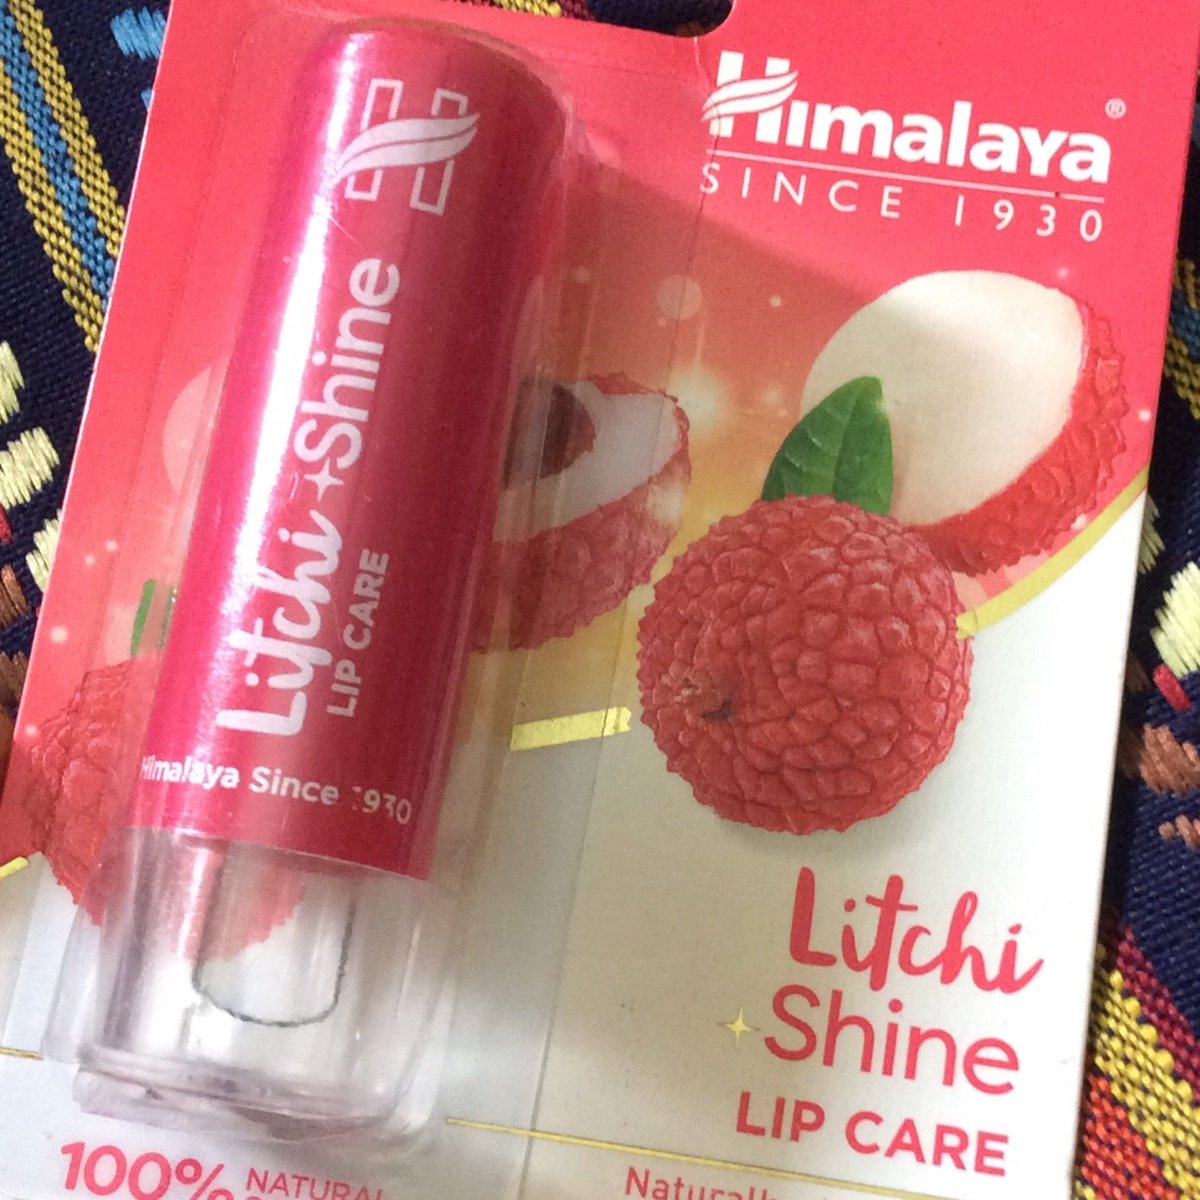 Himalaya®
SINCE 1930
H
Litchi +Shine
LIP CARE
Himalaya Since 1930
Litchi
Shine
LIP CARE
100% NATURAL